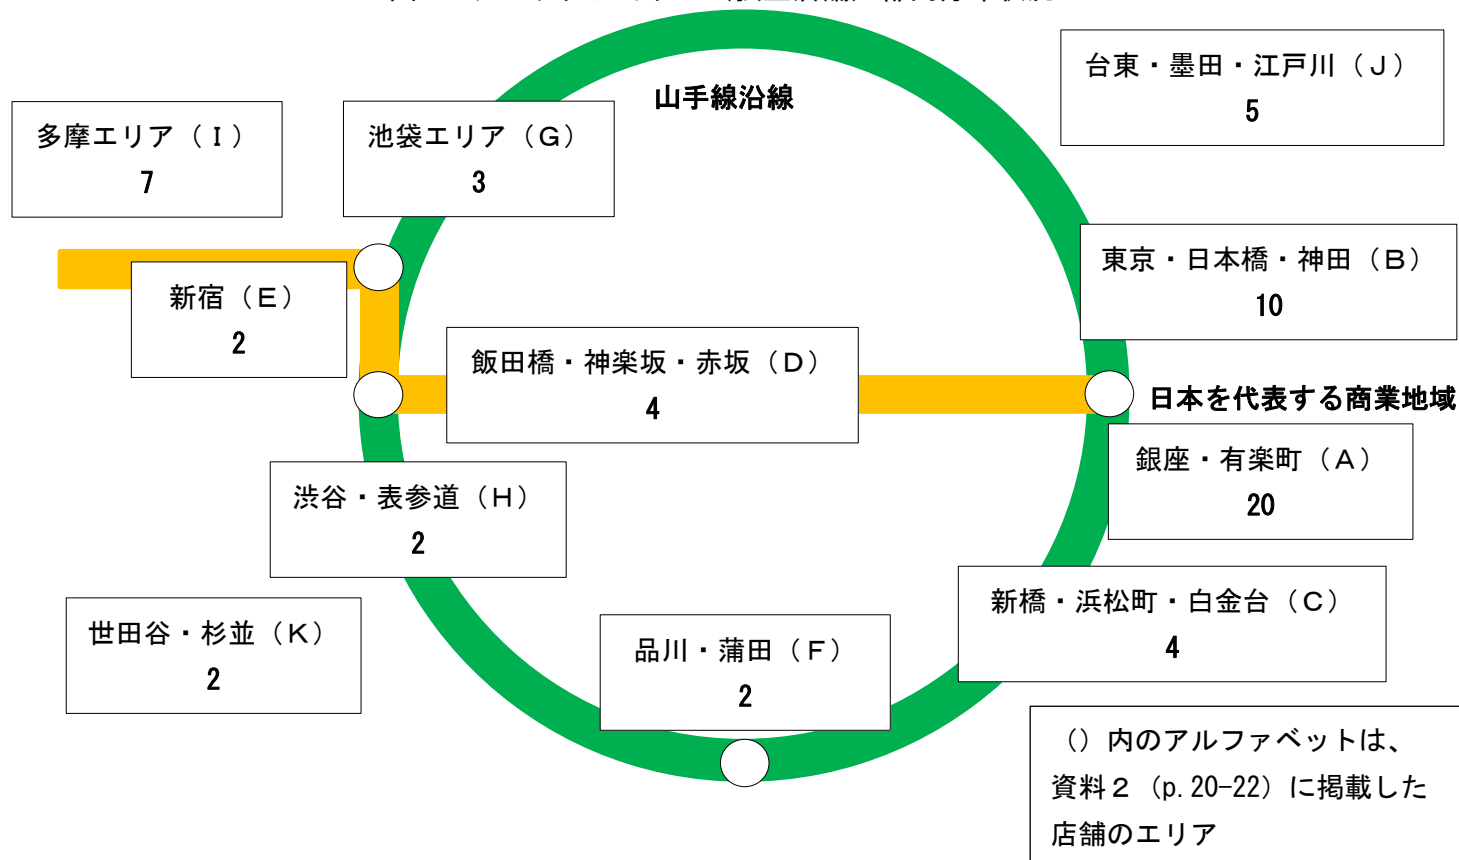 山手線沿線
台東・墨田・江戸川（J）
5
多摩エリア（I）
7
池袋エリア（G）
3
東京・日本橋・神田（B）
10
新宿（E）
2
飯田橋・神楽坂・赤坂（D）
4
日本を代表する商業地域
銀座・有楽町（A）
20
渋谷・表参道（H）
2
新橋・浜松町・白金台（C）
4
世田谷・杉並（K）
2
品川・蒲田（F）
2
（）内のアルファベットは、
資料２（p.20-22）に掲載した
店舗のエリア